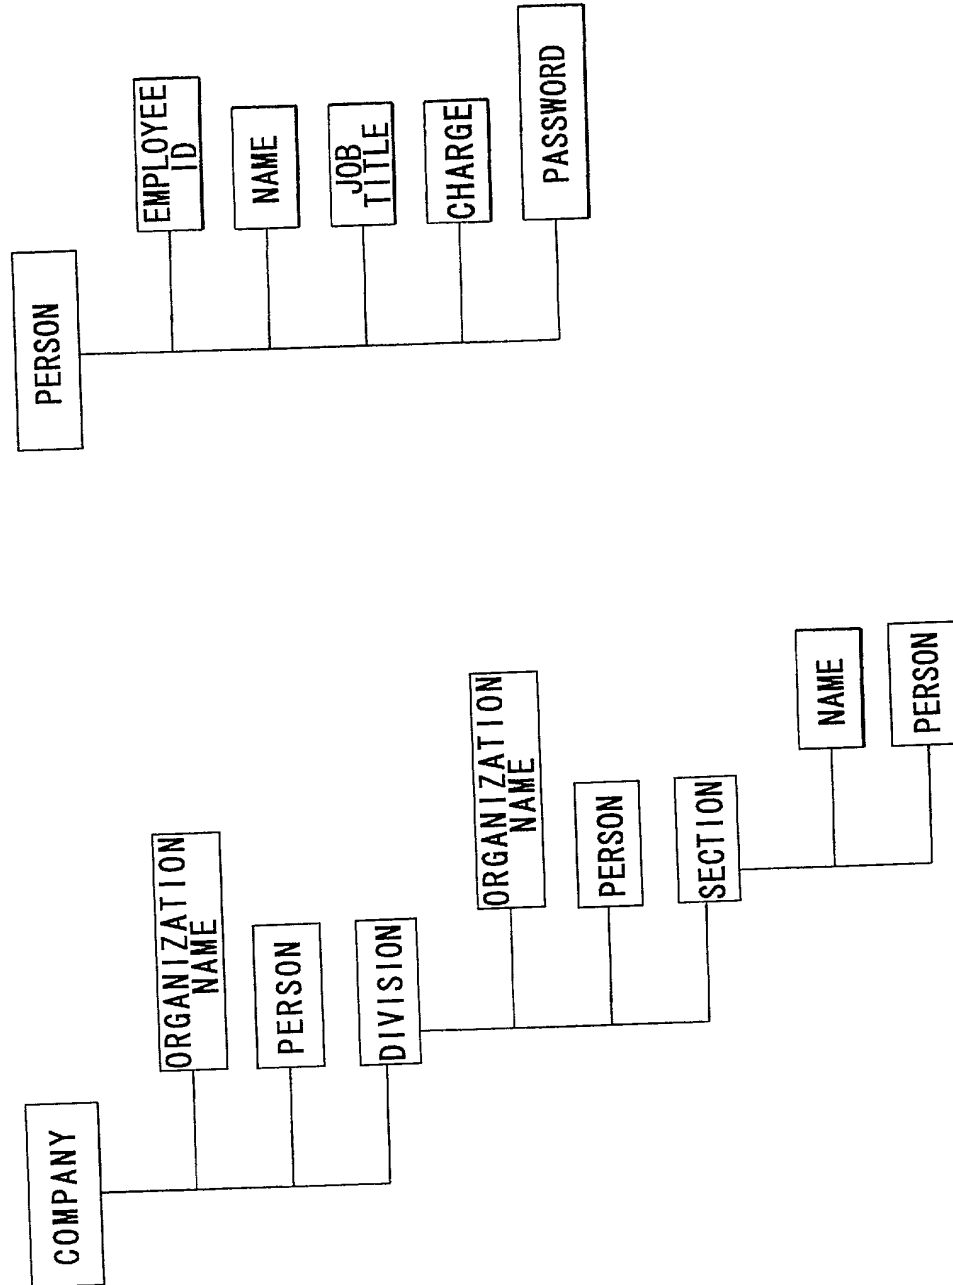 COMPANY
ORGANIZATION
NAME
PERSON
DIVISION
ORGANIZATION
NAME
PERSON
SECTION
NAME
PERSON
PERSON
EMPLOYEE
ID
NAME
JOB
TITLE
CHARGE
PASSWORD